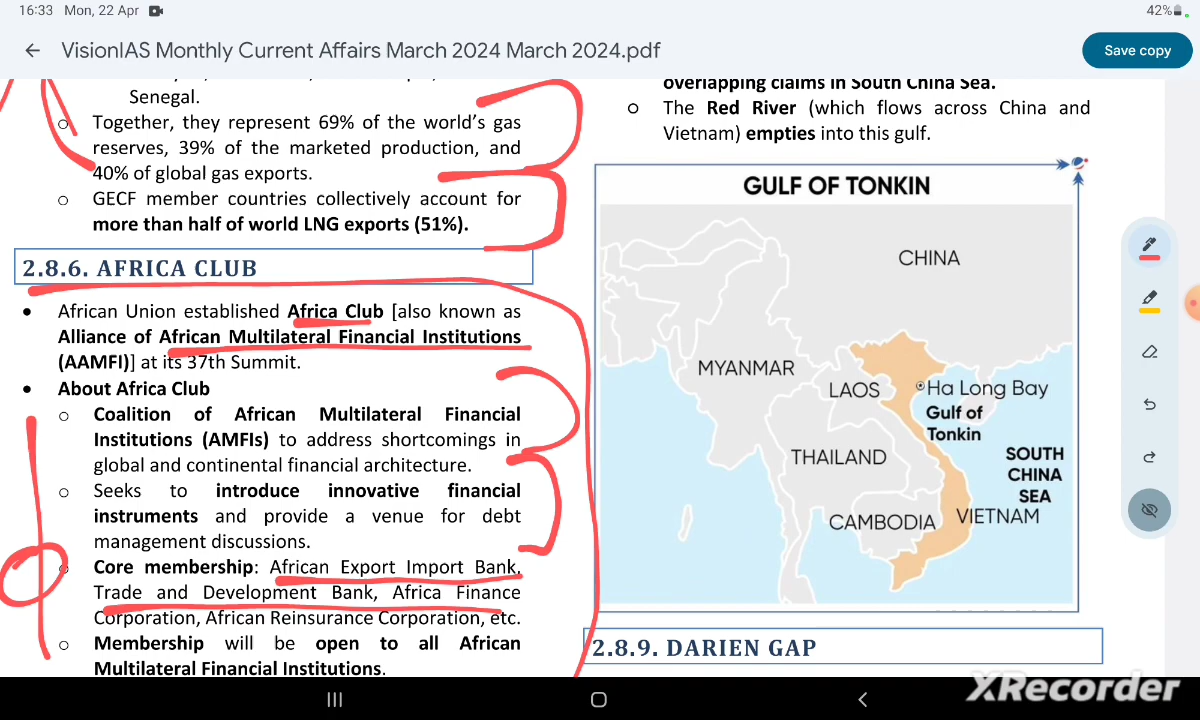 16:33 Mon, 22 Apr
42%
VisionIAS Monthly Current Affairs March 2024 March 2024.pdf
Save copy
Senegal.
o Together, they represent 69% of the world's gas
reserves, 39% of the marketed production, and
40% of global gas exports.
o GECF member countries collectively account for
more than half of world LNG exports (51%).
2.8.6. AFRICA CLUB
• African Union established Africa Club [also known as
Alliance of African Multilateral Financial Institutions
(AAMFI)] at its 37th Summit.
• About Africa Club
o Coalition of African Multilateral Financial
Institutions (AMFIs) to address shortcomings in
global and continental financial architecture.
o Seeks to introduce innovative financial
instruments and provide a venue for debt
management discussions.
o Core membership: African Export Import Bank,
Trade and Development Bank, Africa Finance
Corporation, African Reinsurance Corporation, etc.
o Membership will be open to all African
Multilateral Financial Institutions.
overlapping claims in South China Sea.
o The Red River (which flows across China and
Vietnam) empties into this gulf.
GULF OF TONKIN
CHINA
MYANMAR
LAOS
Ha Long Bay
Gulf of
Tonkin
THAILAND
SOUTH
CHINA
SEA
CAMBODIA
VIETNAM
2.8.9. DARIEN GAP
XRecorder